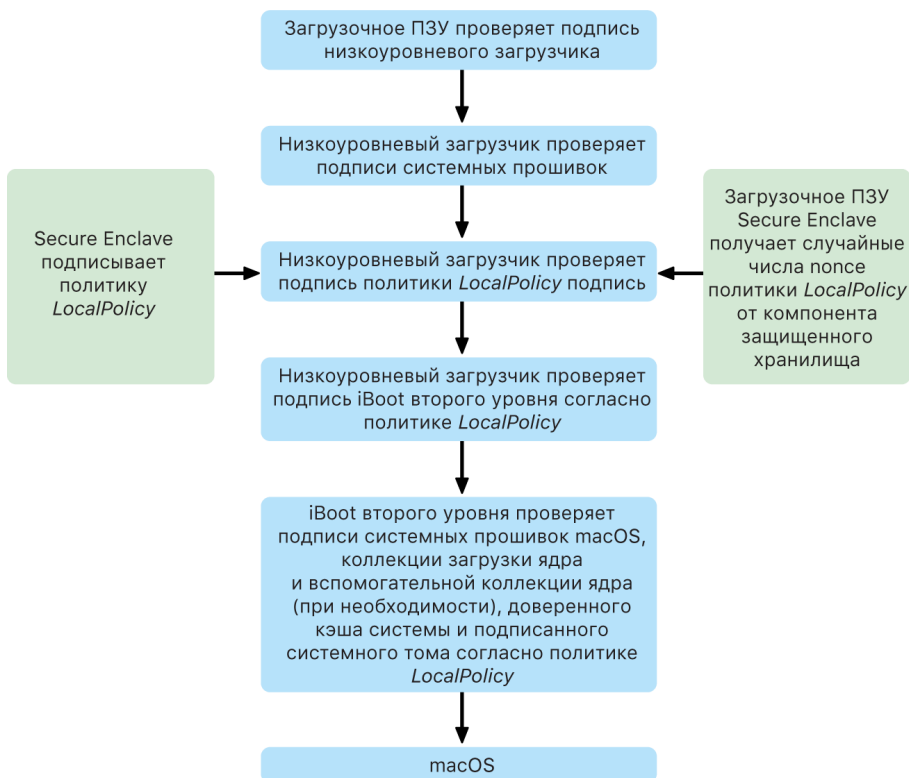 Загрузочное ПЗУ проверяет подпись
низкоуровневого загрузчика
Низкоуровневый загрузчик проверяет
подписи системных прошивок
Secure Enclave
подписывает
политику
LocalPolicy
Низкоуровневый загрузчик проверяет
подпись политики LocalPolicy подпись
Загрузочное ПЗУ
Secure Enclave
получает случайные
числа nonce
политики LocalPolicy
от компонента
защищенного
хранилища
Низкоуровневый загрузчик проверяет
подпись iBoot второго уровня согласно
политике LocalPolicy
iBoot второго уровня проверяет
подписи системных прошивок macOS,
коллекции загрузки ядра
и вспомогательной коллекции ядра
(при необходимости), доверенного
кэша системы и подписанного
системного тома согласно политике
LocalPolicy
macOS